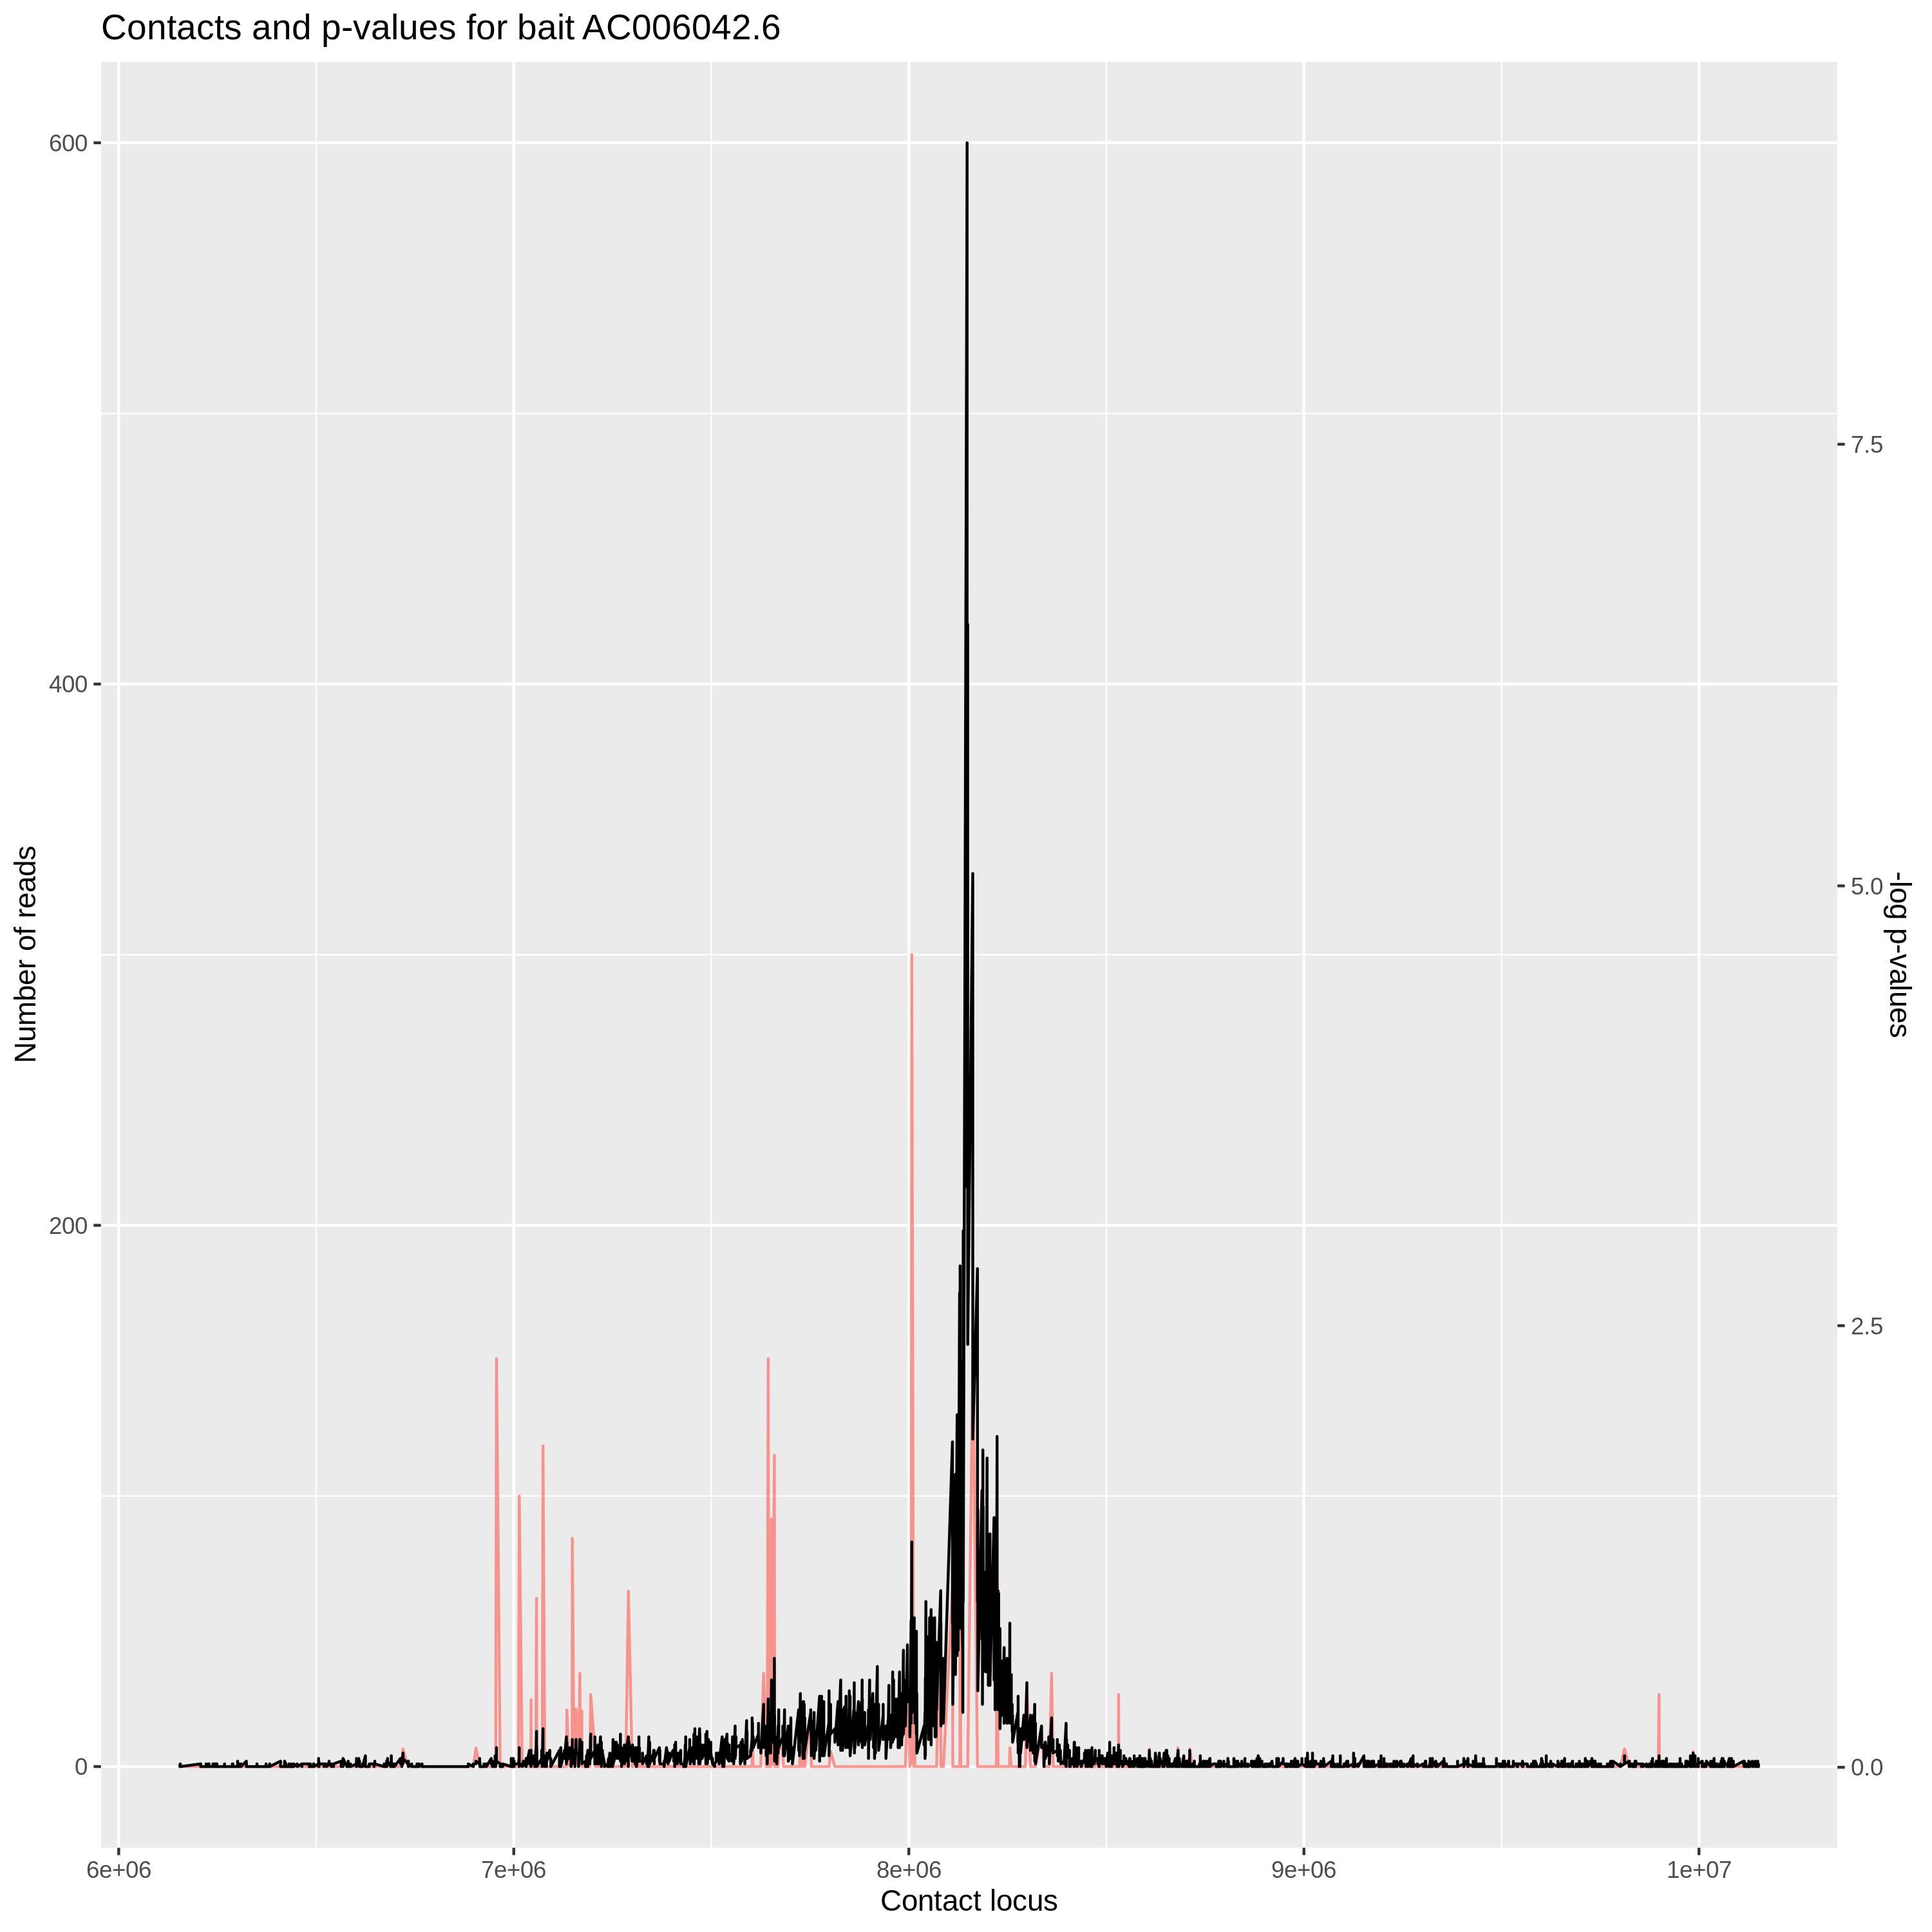 Contacts and p-values for bait AC006042.6
600
400
200
0
7.5
5.0
2.5
0.0
Number of reads
-log p-values
6e+06
7e+06
8e+06
9e+06
1e+07
Contact locus